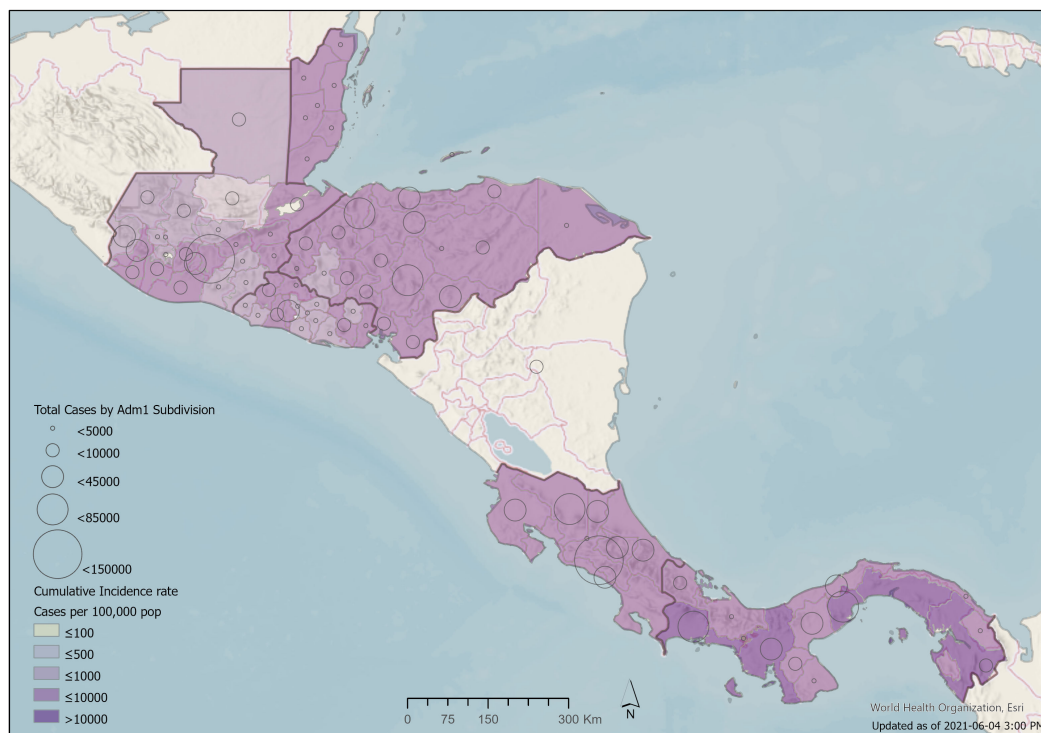 Total Cases by Adm1 Subdivision
<5000
<10000
<45000
<85000
<150000
Cumulative Incidence rate
Cases per 100,000 pop
≤100
≤500
≤1000
≤10000
>10000
0 75 150 300 Km
N
World Health Organization, Esri
Updated as of 2021-06-04 3:00 PM